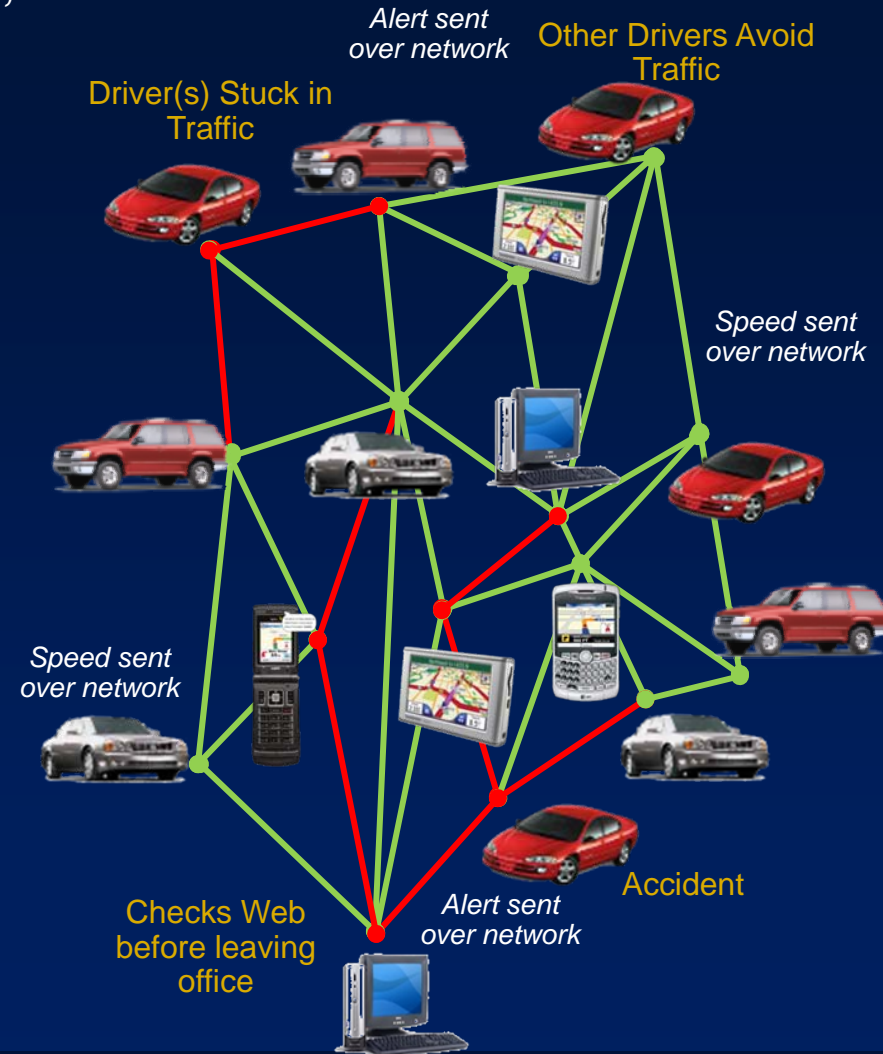 Alert sent
over network
Other Drivers Avoid
Traffic
Driver(s) Stuck in
Traffic
Speed sent
over network
Speed sent
over network
Accident
Checks Web
before leaving
office
Alert sent
over network